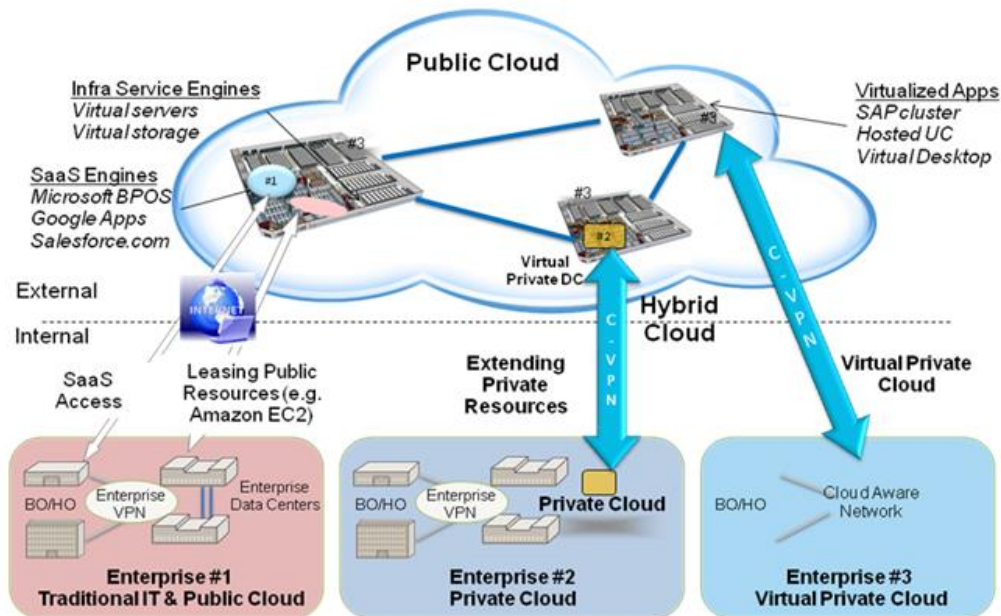 Public Cloud
Infra Service Engines
Virtual servers
Virtual storage
SaaS Engines
Microsoft BPOS
Google Apps
Salesforce.com
#3
#1
#3
Virtualized Apps
SAP cluster
Hosted UC
Virtual Desktop
#3
#2
Virtual
Private DC
External
Internal
INTERNET
Hybrid
Cloud
C-VPN
C-VPN
SaaS
Access
Leasing Public
Resources (e.g.
Amazon EC2)
Extending
Private
Resources
Virtual Private
Cloud
BO/HO
Enterprise
VPN
Enterprise
Data Centers
Enterprise #1
Traditional IT & Public Cloud
BO/HO
Enterprise
VPN
Private Cloud
Enterprise #2
Private Cloud
BO/HO
Cloud Aware
Network
Enterprise #3
Virtual Private Cloud